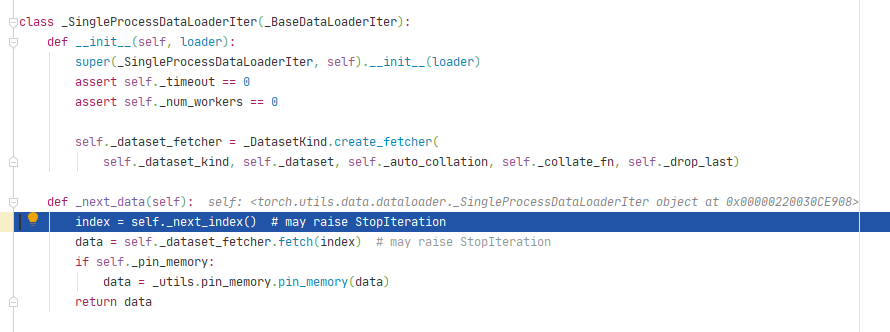 class _SingleProcessDataLoaderIter(_BaseDataLoaderIter):
    def __init__(self, loader):
        super(_SingleProcessDataLoaderIter, self).__init__(loader)
        assert self._timeout == 0
        assert self._num_workers == 0

        self._dataset_fetcher = _DatasetKind.create_fetcher(
            self._dataset_kind, self._dataset, self._auto_collation, self._collate_fn, self._drop_last)

    def _next_data(self):  self: <torch.utils.data.dataloader._SingleProcessDataLoaderIter object at 0x00000220030CE908>
        index = self._next_index()  # may raise StopIteration
        data = self._dataset_fetcher.fetch(index)  # may raise StopIteration
        if self._pin_memory:
            data = _utils.pin_memory.pin_memory(data)
        return data